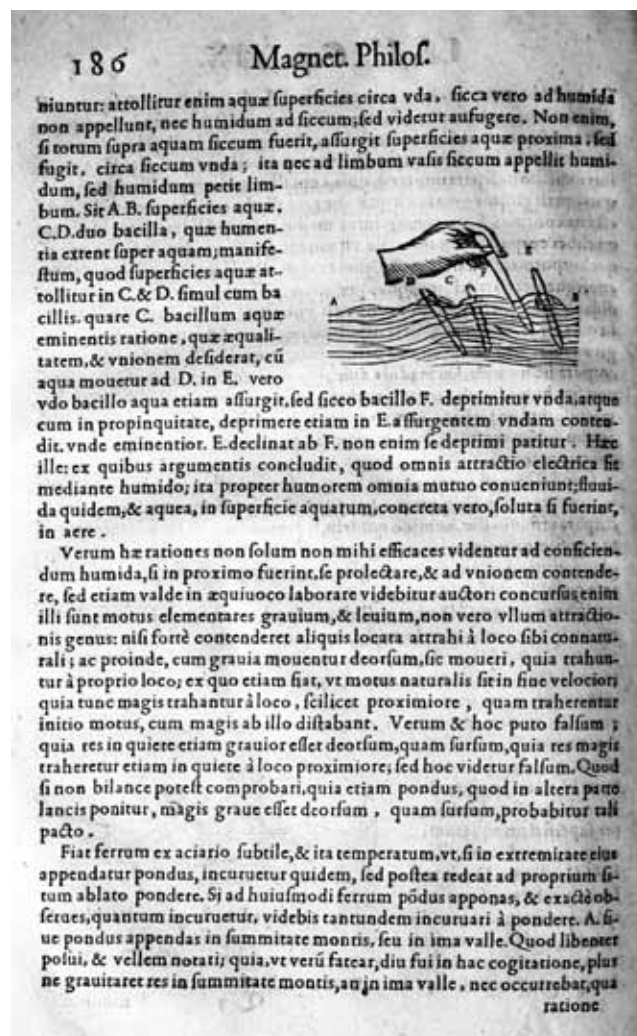 186
Magnet. Philoſ.
niuntur: attollitur enim aquæ ſuperficies circa vda, ſicca vero ad humida
non appellunt, nec humidum ad ſiccum; ſed videtur aufugere. Non enim,
ſi totum ſupra aquam ſiccum fuerit, aſſurgit ſuperficies aquæ proxima, ſed
fugit, circa ſiccum vnda; ita nec ad limbum vaſis ſiccum appellit humi-
dum, ſed humidum petit lim-
bum. Sit A.B. ſuperficies aquæ.
C.D. duo bacilla, quæ humen-
tia extent ſuper aquam; manife-
ſtum, quod ſuperficies aquæ at-
tollitur in C. & D. ſimul cum ba
cillis. quare C. bacillum aquæ
eminentis ratione, quæ æquali-
tatem, & vnionem deſiderat, cū
aqua mouetur ad D. in E. vero
A
D
C
F
E
B
vdo bacillo aqua etiam aſſurgit, ſed ſicco bacillo F. deprimitur vnda, atque
cum in propinquitate, deprimere etiam in E. aſſurgentem vndam conten-
dit. vnde eminentior. E. declinat ab F. non enim ſe deprimi patitur. Hæc
ille: ex quibus argumentis concludit, quod omnis attractio electrica ſit
mediante humido; ita propter humorem omnia mutuo conueniunt; fluui-
da quidem, & aquea, in ſuperficie aquatum, concreta vero, ſoluta ſi fuerint,
in aere.
Verum hæ rationes non ſolum non mihi efficaces videntur ad conficien-
dum humida, ſi in proximo fuerint, ſe prolectare, & ad vnionem contende-
re, ſed etiam valde in æquiuoco laborare videbitur auctor: concurſus enim
illi ſunt motus elementares grauium, & leuium, non vero vllum attractio-
nis genus: niſi fortè contenderet aliquis locata attrahi à loco ſibi connatu-
rali; ac proinde, cum grauia mouentur deorſum, ſic moueri, quia trahun-
tur à proprio loco; ex quo etiam fiat, vt motus naturalis ſit in fine velocior;
quia tunc magis trahantur à loco, ſcilicet proximiore, quam traherentur
initio motus, cum magis ab illo diſtabant. Verum & hoc puto falſum;
quia res in quiete etiam grauior eſſet deorſum, quam ſurſum, quia res magis
traheretur etiam in quiete à loco proximiore; ſed hoc videtur falſum. Quod
ſi non bilance poteſt comprobari, quia etiam pondus, quod in altera parte
lancis ponitur, magis graue eſſet deorſum, quam ſurſum, probabitur tali
pacto.
Fiat ferrum ex aciario ſubtile, & ita temperatum, vt, ſi in extremitate eius
appendatur pondus, incuruetur quidem, ſed poſtea redeat ad proprium ſi-
tum ablato pondere. Si ad huiuſmodi ferrum pōdus apponas, & exactè ob-
ſerues, quantum incuruetur, videbis tantundem incuruari à pondere. A. ſi-
ue pondus appendas in ſummitate montis, ſeu in ima valle. Quod libenter
poſui, & vellem notari; quia, vt verū fatear, diu fui in hac cogitatione, plus
ne grauitaret res in ſummitate montis, an in ima valle, nec occurrebat, qua
ratione